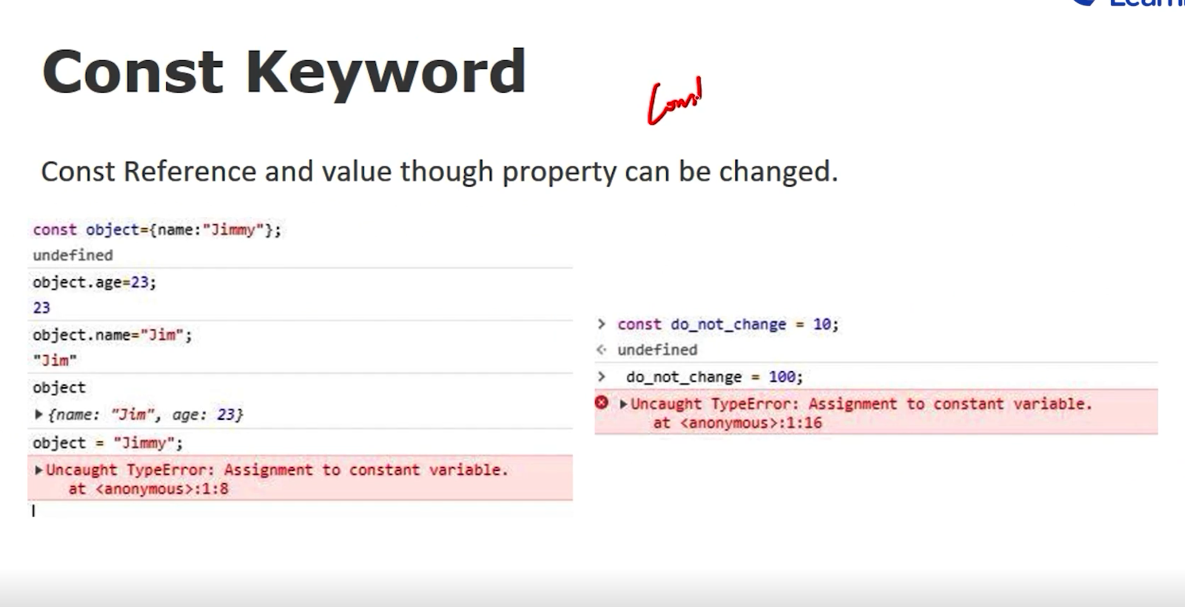 Const Keyword
Const
Const Reference and value though property can be changed.
const object={name:"Jimmy"};
undefined
object.age=23;
23
object.name="Jim";
"Jim"
object
▶{name: "Jim", age: 23}
object = "Jimmy";
▶Uncaught TypeError: Assignment to constant variable.
at <anonymous>:1:8
> const do_not_change = 10;
<· undefined
> do_not_change = 100;
▶Uncaught TypeError: Assignment to constant variable.
at <anonymous>:1:16